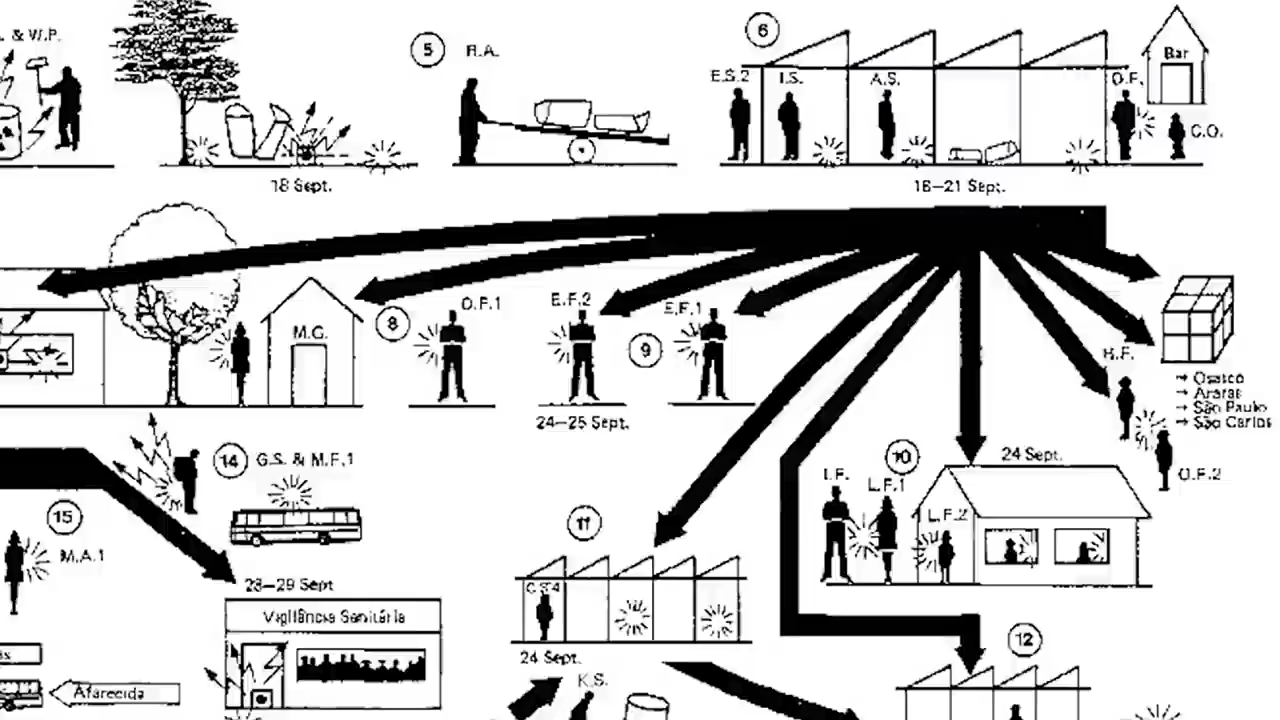 & W.P.
5
R.A.
6
Bar
E.S.2
I.S.
A.S.
O.F.
C.O.
18 Sept.
18–21 Sept.
8
O.F.1
E.F.2
E.F.1
M.G.
9
24–25 Sept.
→ Osasco
→ Araras
→ São Paulo
→ São Carlos
O.F.2
14
G.S. & M.F.1
10
24 Sept.
I.F.
L.F.1
L.F.2
15
M.A.1
11
28–29 Sept
Vigilância Sanitária
24 Sept.
12
K.S.
Aparecida